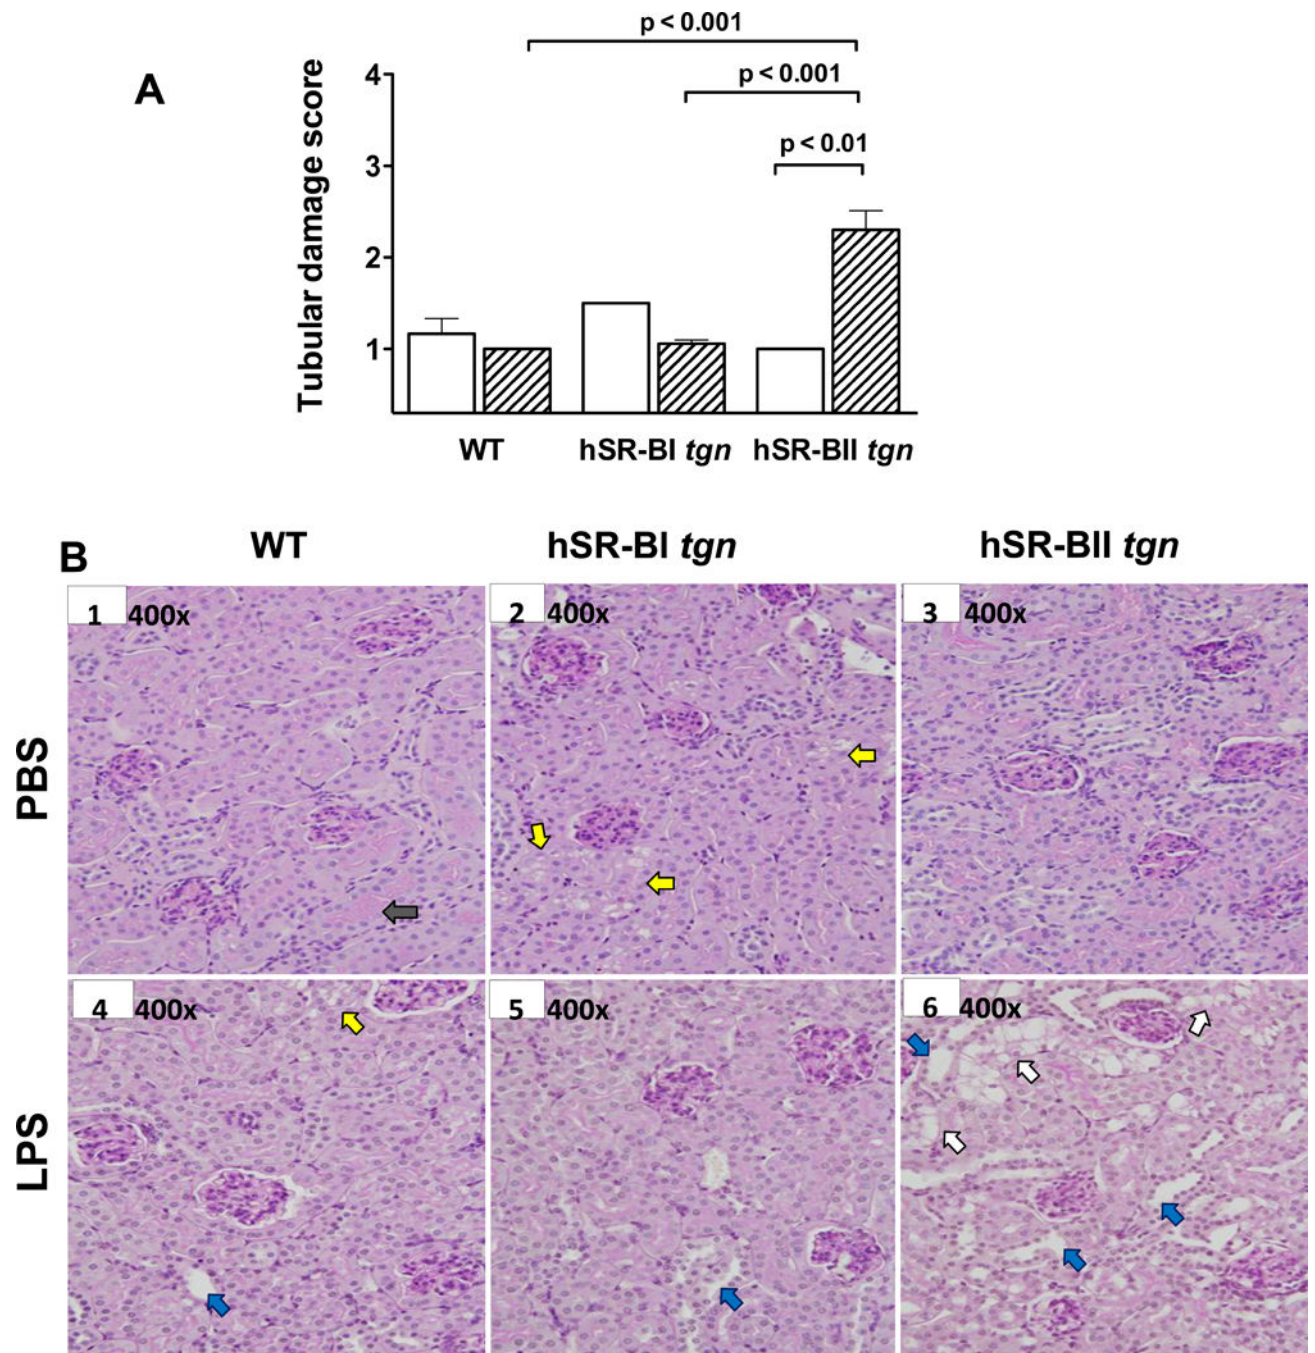 p < 0.001
A
p < 0.001
p < 0.01
Tubular damage score
4
3
2
1
WT
hSR-BI tgn
hSR-BII tgn
B
WT
hSR-BI tgn
hSR-BII tgn
PBS
1 400x
2 400x
3 400x
LPS
4 400x
5 400x
6 400x